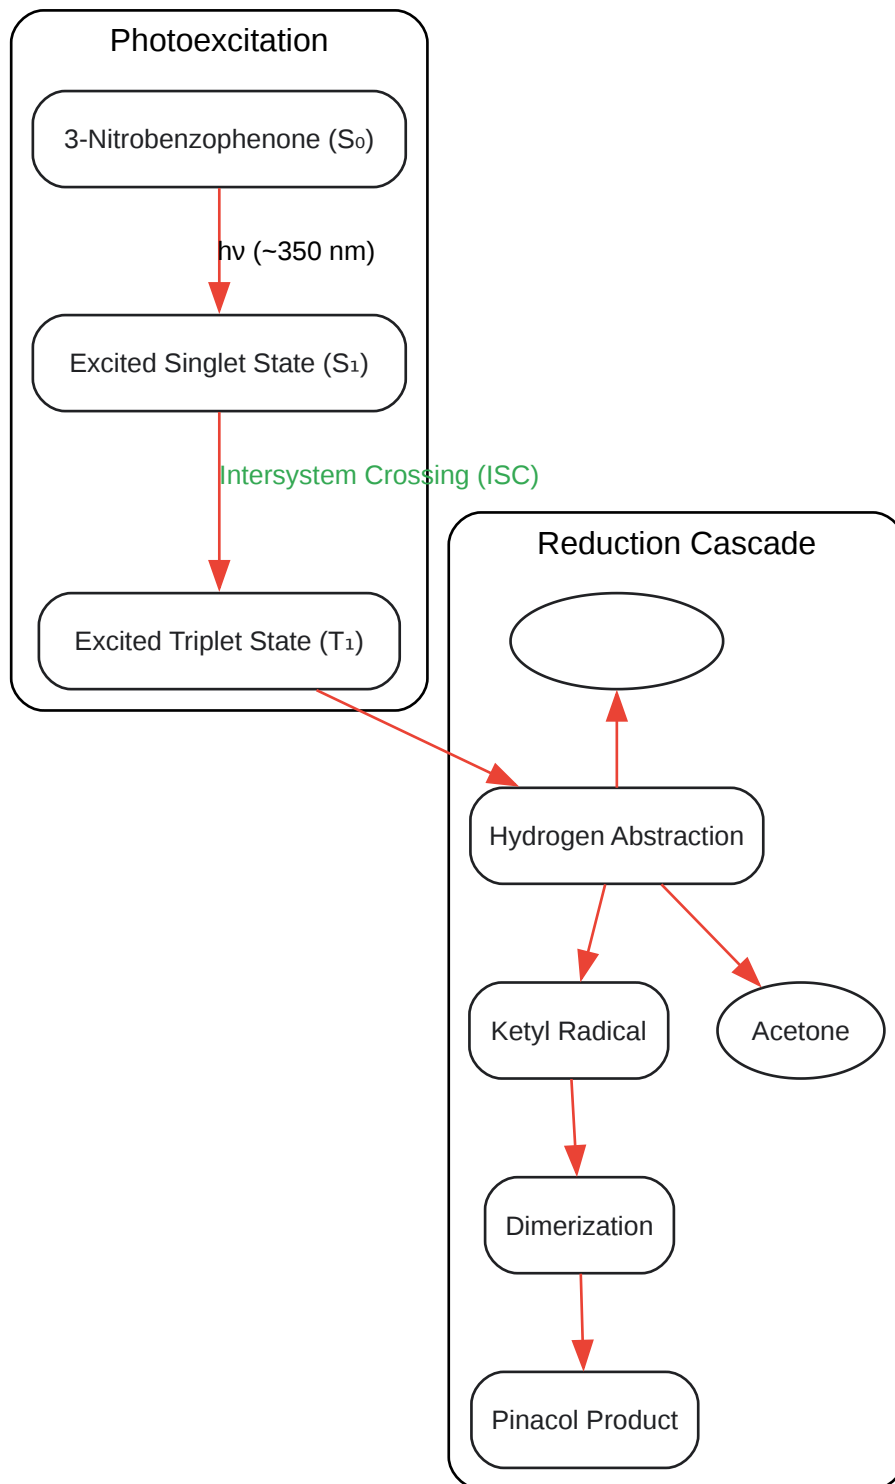 Photoexcitation
3-Nitrobenzophenone (S₀)
hν (~350 nm)
Excited Singlet State (S₁)
Intersystem Crossing (ISC)
Excited Triplet State (T₁)
Reduction Cascade
Hydrogen Abstraction
Ketyl Radical
Acetone
Dimerization
Pinacol Product